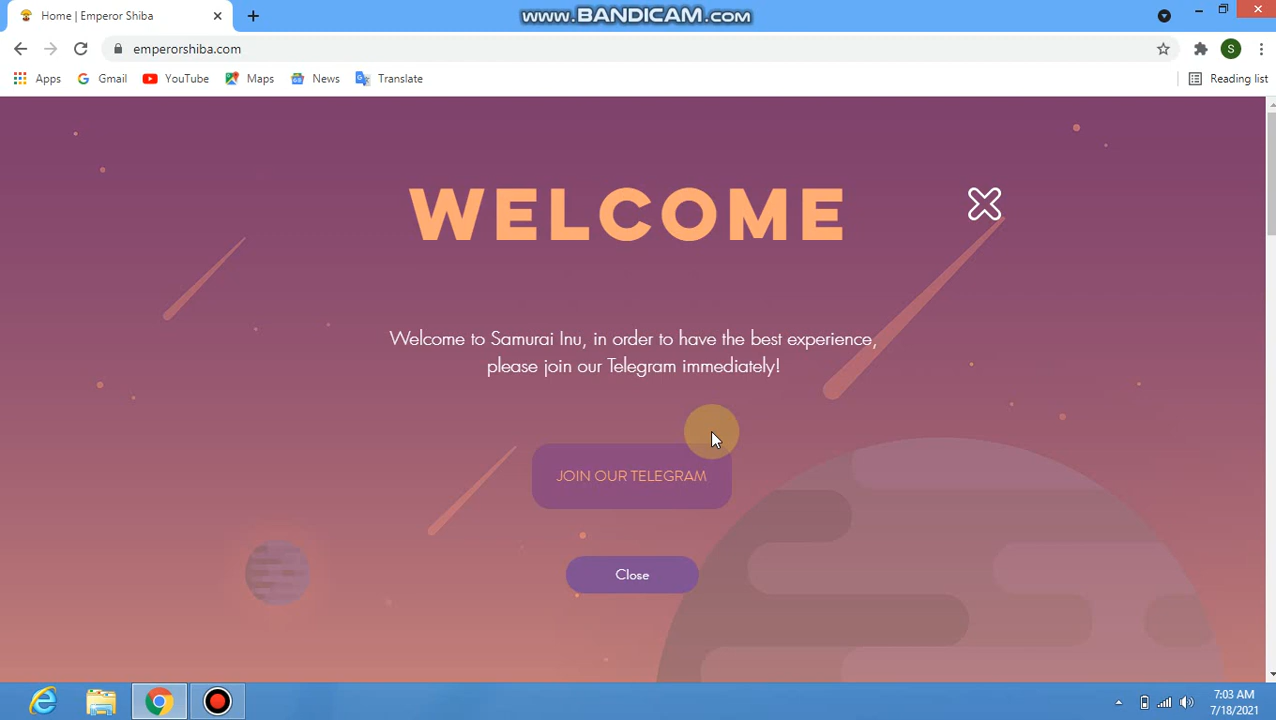 Home | Emperor Shiba
www.BANDICAM.com
emperorshiba.com
S
Apps
Gmail
YouTube
Maps
News
Translate
Reading list
WELCOME
Welcome to Samurai Inu, in order to have the best experience,
please join our Telegram immediately!
JOIN OUR TELEGRAM
Close
7:03 AM
7/18/2021